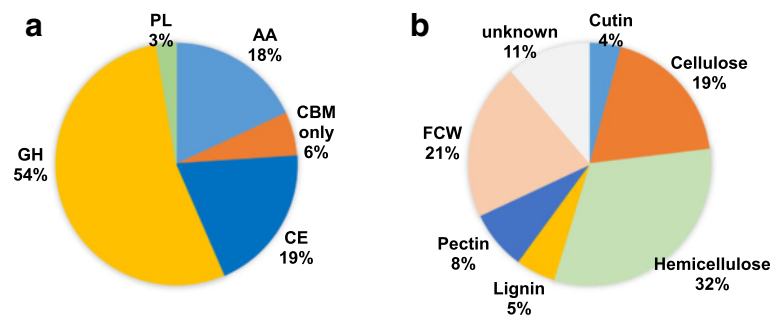 a
PL
3%
AA
18%
CBM
only
6%
CE
19%
GH
54%
b
Cutin
4%
Cellulose
19%
Hemicellulose
32%
Lignin
5%
Pectin
8%
FCW
21%
unknown
11%